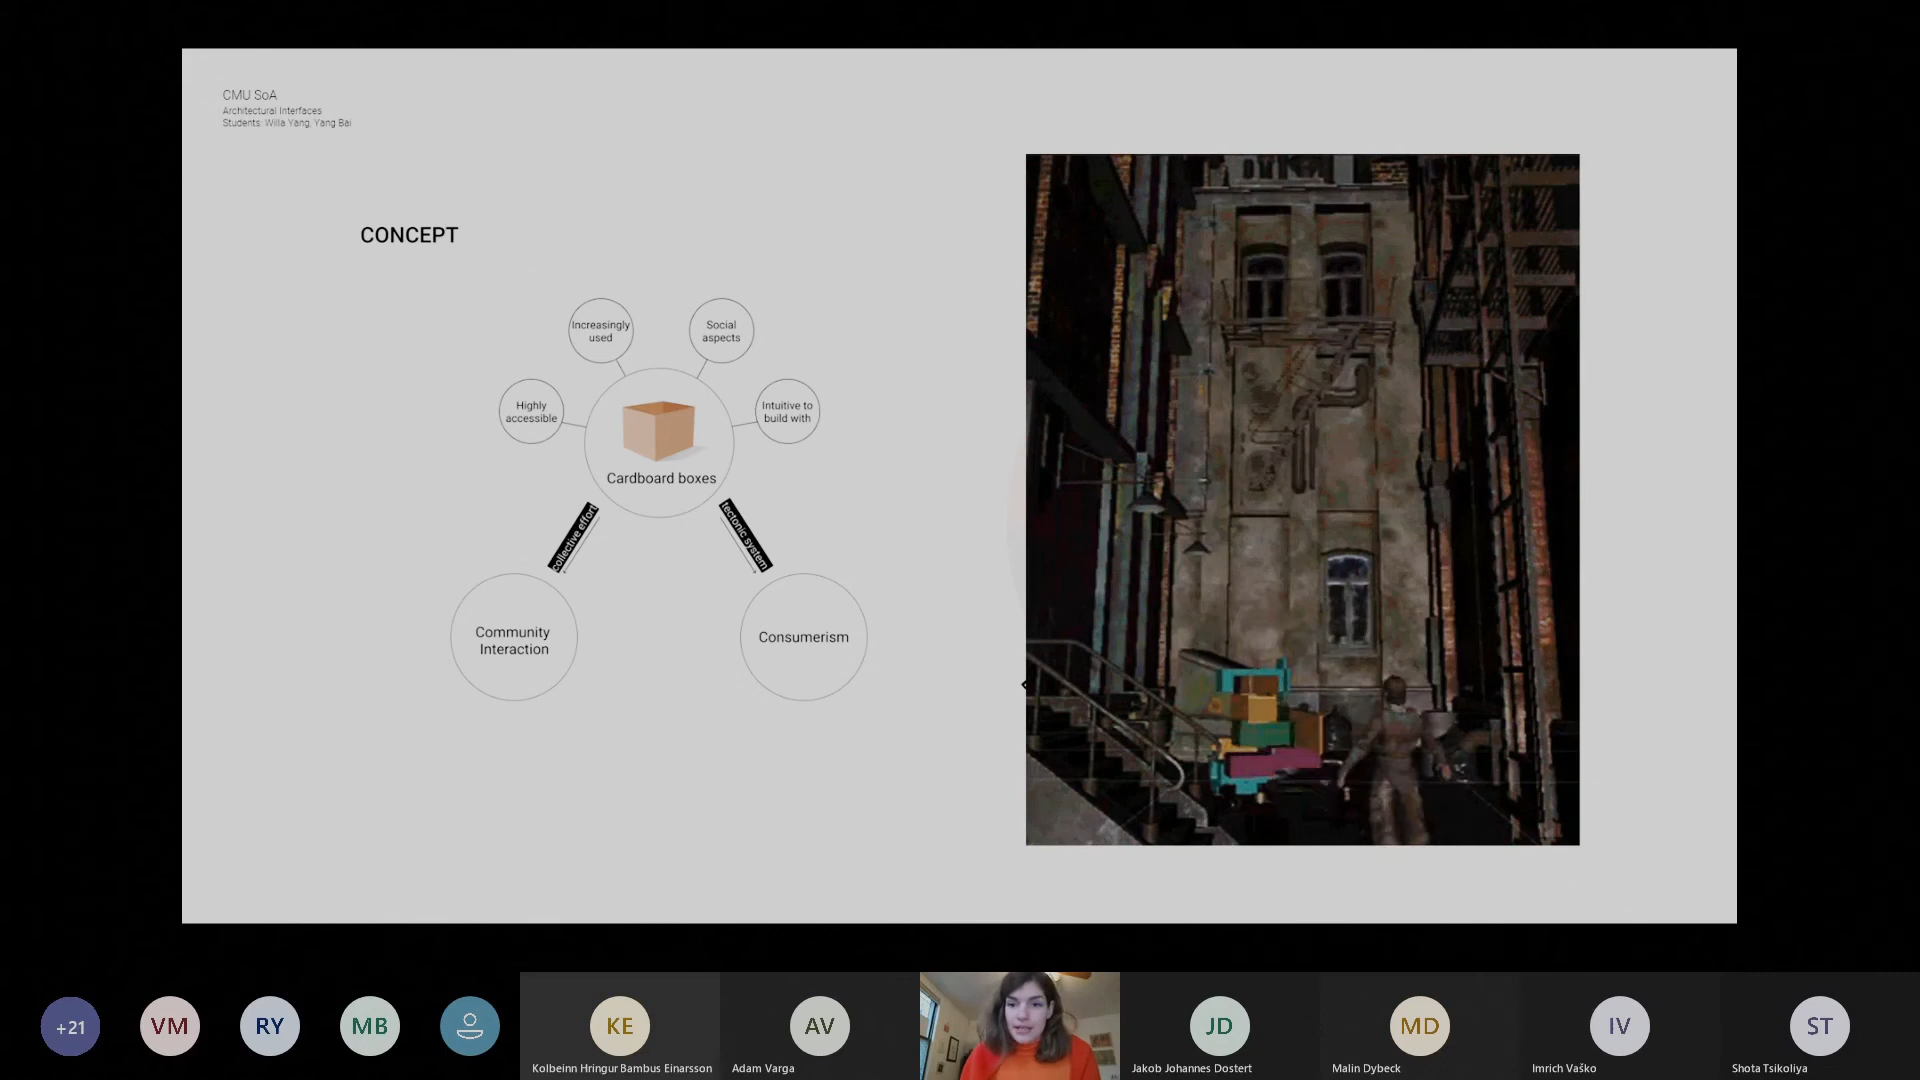 CMU SoA
Architectural Interfaces
Students: Willa Yang, Yang Bai
CONCEPT
Increasingly
used
Social
aspects
Highly
accessible
Intuitive to
build with
Cardboard boxes
collective effort
tectonic system
Community
Interaction
Consumerism
+21
VM
RY
MB
KE
Kolbeinn Hringur Bambus Einarsson
AV
Adam Varga
JD
Jakob Johannes Dostert
MD
Malin Dybeck
IV
Imrich Vaško
ST
Shota Tsikoliya